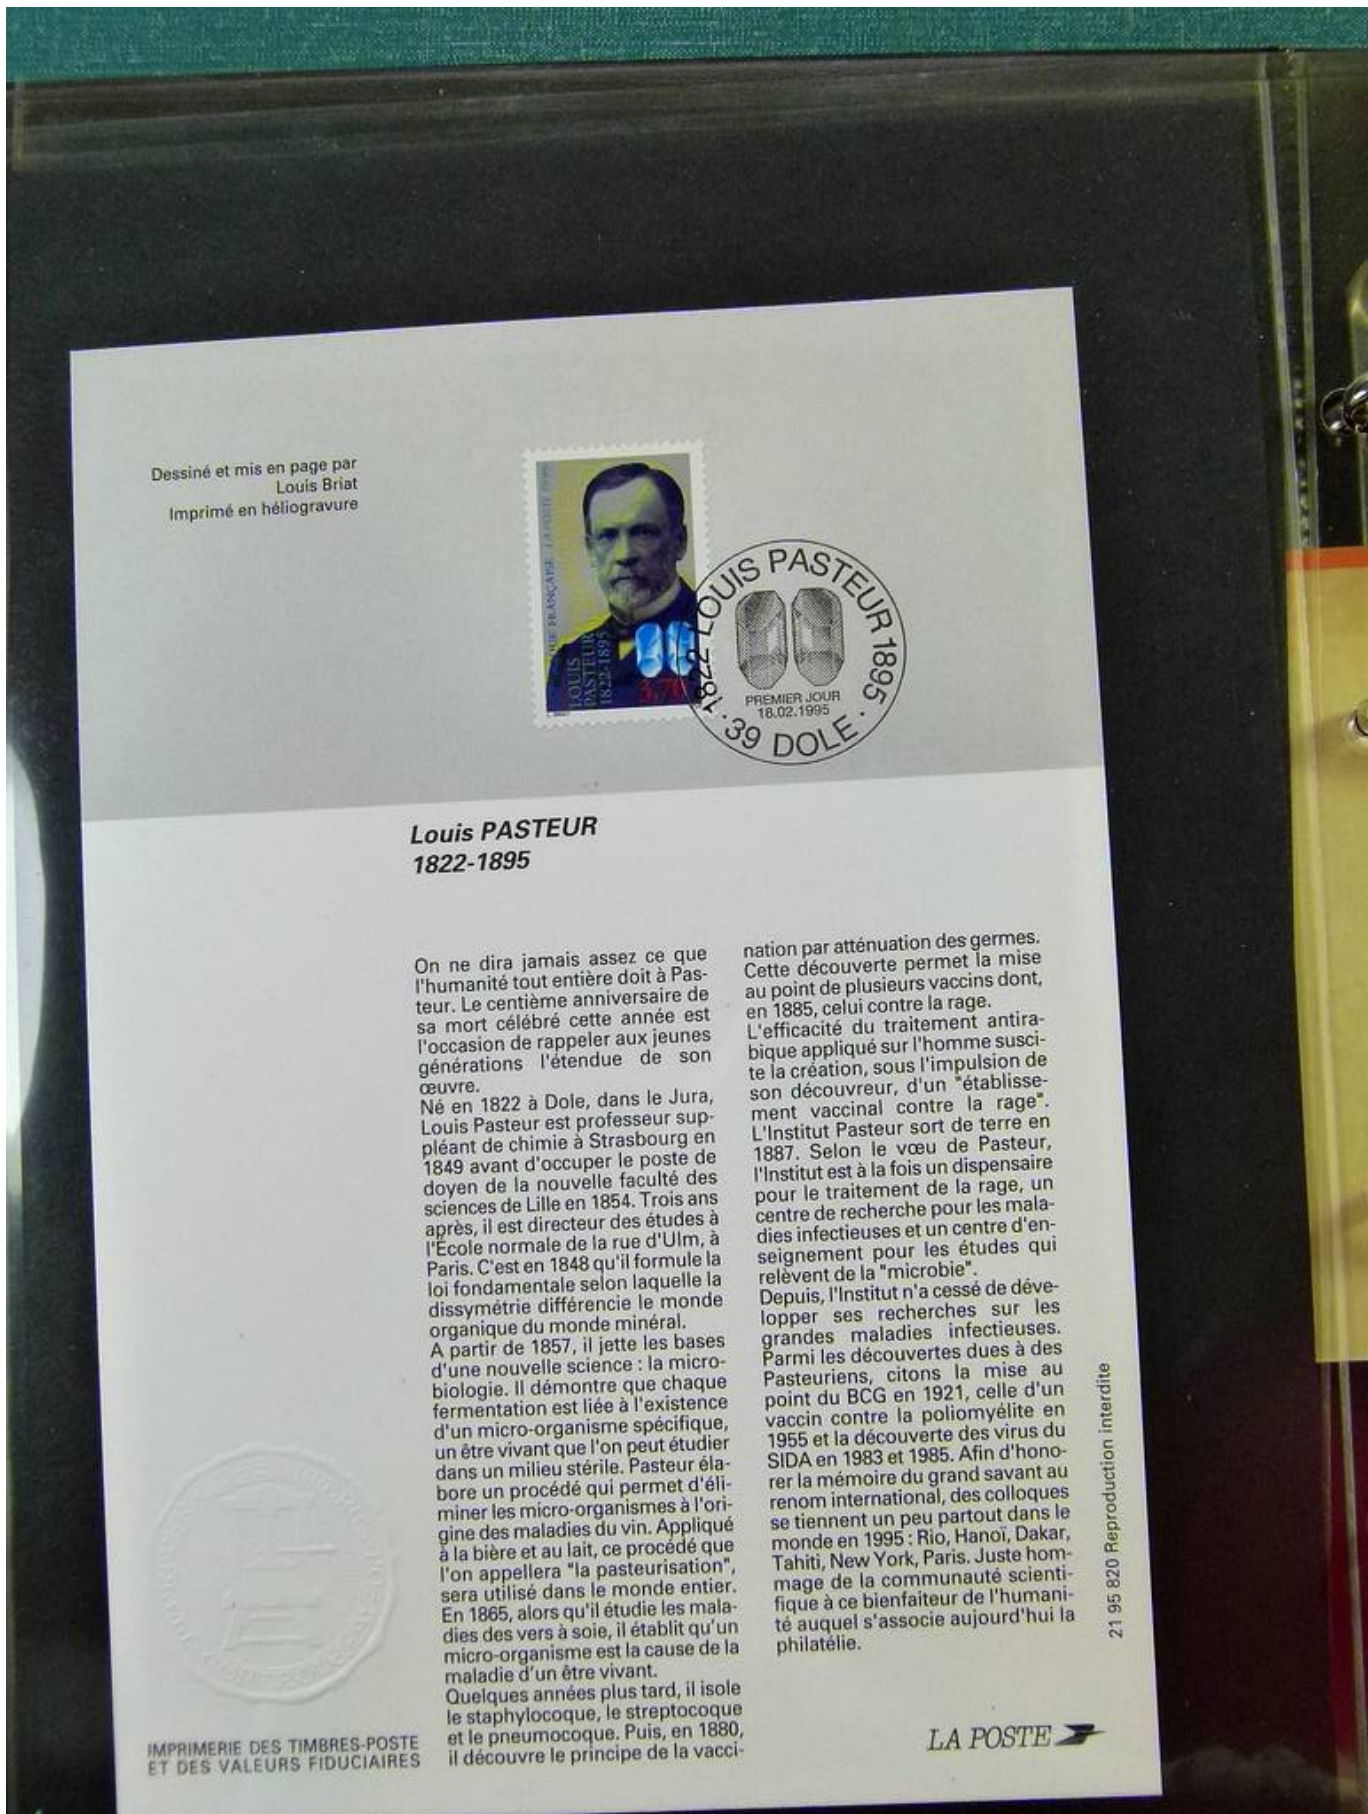 Dessiné et mis en page par
Louis Briat
Imprimé en héliogravure
LOUIS
PASTEUR
1822-1895
3,70
1822 LOUIS PASTEUR 1895
PREMIER JOUR
18.02.1995
39 DOLE
Louis PASTEUR
1822-1895
On ne dira jamais assez ce que
l'humanité tout entière doit à Pas-
teur. Le centième anniversaire de
sa mort célébré cette année est
l'occasion de rappeler aux jeunes
générations l'étendue de son
œuvre.
Né en 1822 à Dole, dans le Jura,
Louis Pasteur est professeur sup-
pléant de chimie à Strasbourg en
1849 avant d'occuper le poste de
doyen de la nouvelle faculté des
sciences de Lille en 1854. Trois ans
après, il est directeur des études à
l'École normale de la rue d'Ulm, à
Paris. C'est en 1848 qu'il formule la
loi fondamentale selon laquelle la
dissymétrie différencie le monde
organique du monde minéral.
A partir de 1857, il jette les bases
d'une nouvelle science : la micro-
biologie. Il démontre que chaque
fermentation est liée à l'existence
d'un micro-organisme spécifique,
un être vivant que l'on peut étudier
dans un milieu stérile. Pasteur éla-
bore un procédé qui permet d'éli-
miner les micro-organismes à l'ori-
gine des maladies du vin. Appliqué
à la bière et au lait, ce procédé que
l'on appellera "la pasteurisation",
sera utilisé dans le monde entier.
En 1865, alors qu'il étudie les mala-
dies des vers à soie, il établit qu'un
micro-organisme est la cause de la
maladie d'un être vivant.
Quelques années plus tard, il isole
le staphylocoque, le streptocoque
et le pneumocoque. Puis, en 1880,
il découvre le principe de la vacci-
nation par atténuation des germes.
Cette découverte permet la mise
au point de plusieurs vaccins dont,
en 1885, celui contre la rage.
L'efficacité du traitement antira-
bique appliqué sur l'homme susci-
te la création, sous l'impulsion de
son découvreur, d'un "établisse-
ment vaccinal contre la rage".
L'Institut Pasteur sort de terre en
1887. Selon le vœu de Pasteur,
l'Institut est à la fois un dispensaire
pour le traitement de la rage, un
centre de recherche pour les mala-
dies infectieuses et un centre d'en-
seignement pour les études qui
relèvent de la "microbie".
Depuis, l'Institut n'a cessé de déve-
lopper ses recherches sur les
grandes maladies infectieuses.
Parmi les découvertes dues à des
Pasteuriens, citons la mise au
point du BCG en 1921, celle d'un
vaccin contre la poliomyélite en
1955 et la découverte des virus du
SIDA en 1983 et 1985. Afin d'hono-
rer la mémoire du grand savant au
renom international, des colloques
se tiennent un peu partout dans le
monde en 1995 : Rio, Hanoï, Dakar,
Tahiti, New York, Paris. Juste hom-
mage de la communauté scienti-
fique à ce bienfaiteur de l'humani-
té auquel s'associe aujourd'hui la
philatélie.
21 95 820 Reproduction interdite
IMPRIMERIE DES TIMBRES-POSTE
ET DES VALEURS FIDUCIAIRES
LA POSTE